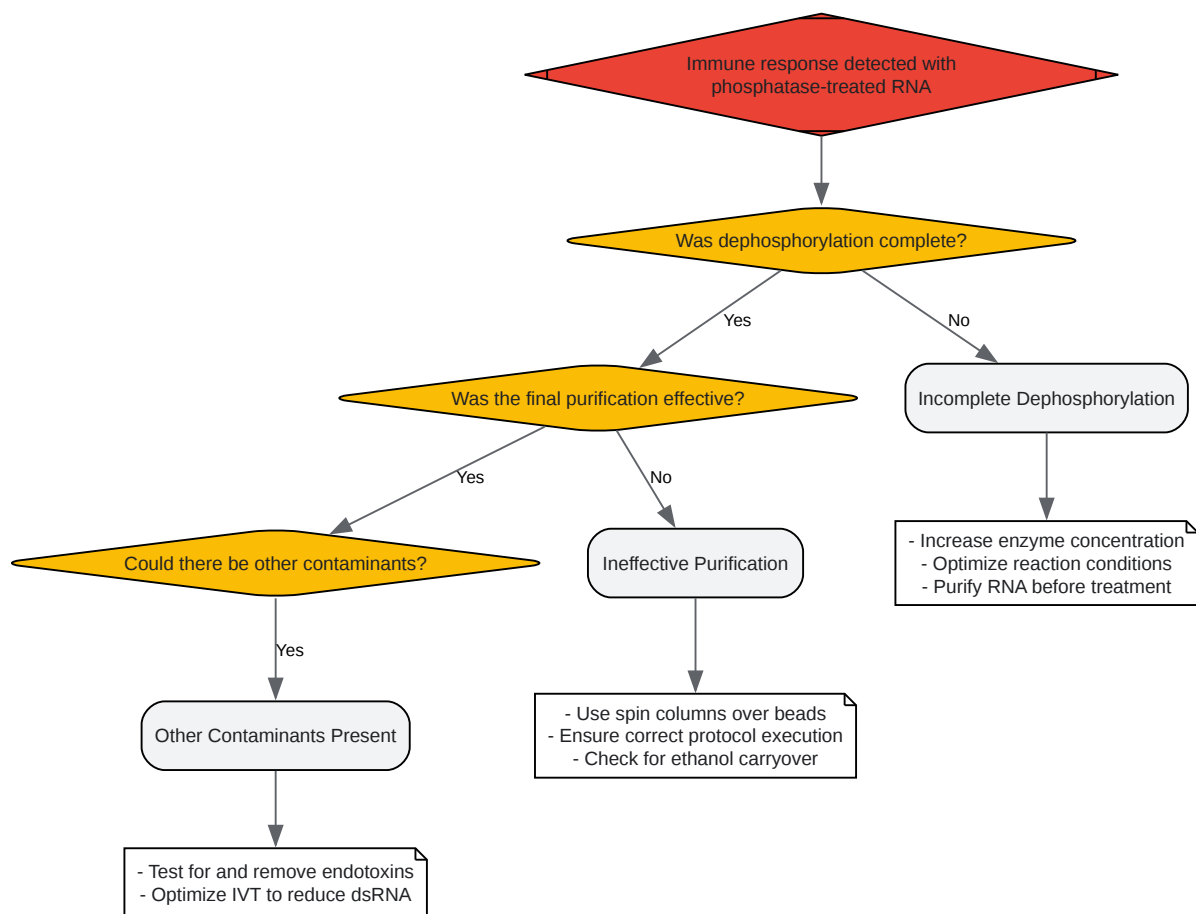 Immune response detected with
phosphatase-treated RNA
Was dephosphorylation complete?
Yes
No
Was the final purification effective?
Incomplete Dephosphorylation
Yes
No
- Increase enzyme concentration
- Optimize reaction conditions
- Purify RNA before treatment
Could there be other contaminants?
Ineffective Purification
Yes
- Use spin columns over beads
- Ensure correct protocol execution
- Check for ethanol carryover
Other Contaminants Present
- Test for and remove endotoxins
- Optimize IVT to reduce dsRNA